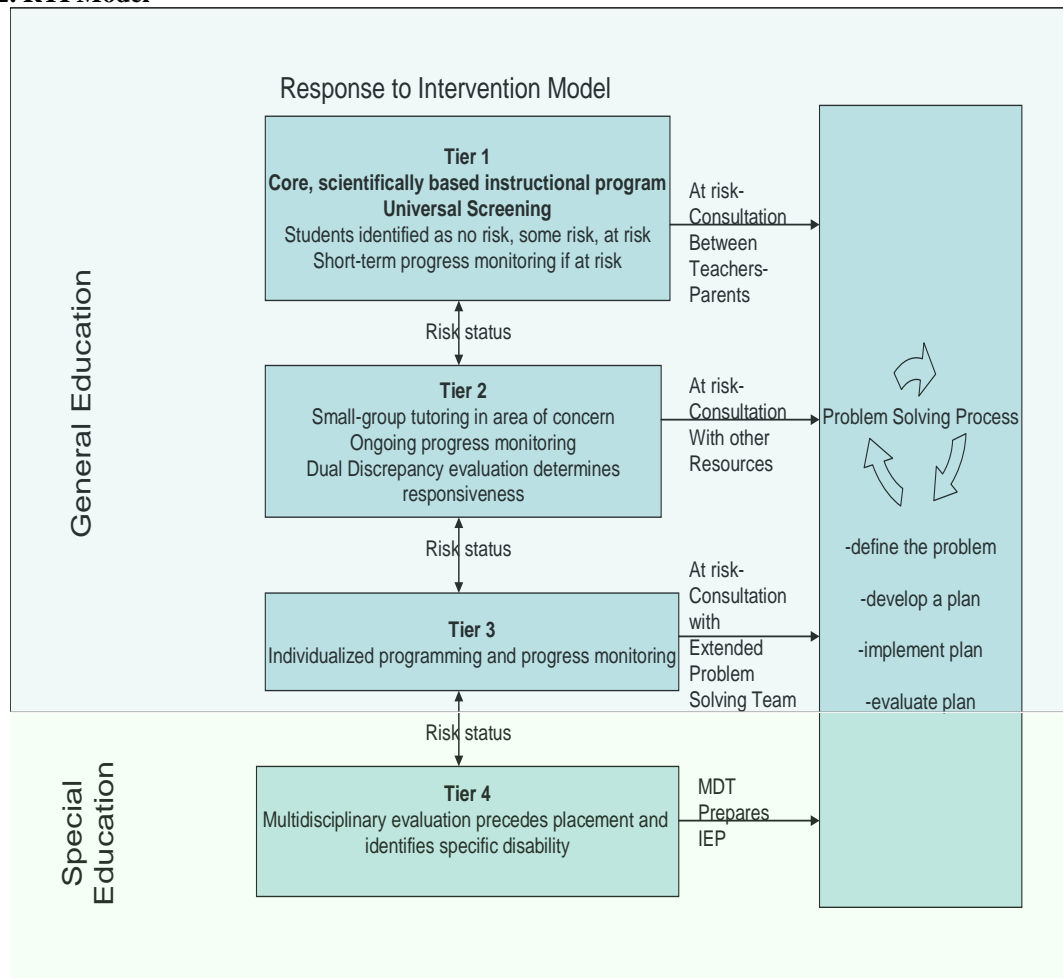 Response to Intervention Model
Tier 1
Core, scientifically based instructional program
Universal Screening
Students identified as no risk, some risk, at risk
Short-term progress monitoring if at risk
At risk-
Consultation
Between
Teachers-
Parents
Risk status
Tier 2
Small-group tutoring in area of concern
Ongoing progress monitoring
Dual Discrepancy evaluation determines
responsiveness
At risk-
Consultation
With other
Resources
Risk status
Tier 3
Individualized programming and progress monitoring
At risk-
Consultation
with
Extended
Problem
Solving Team
Risk status
Tier 4
Multidisciplinary evaluation precedes placement and
identifies specific disability
MDT
Prepares
IEP
Problem Solving Process
-define the problem
-develop a plan
-implement plan
-evaluate plan
General Education
Special
Education